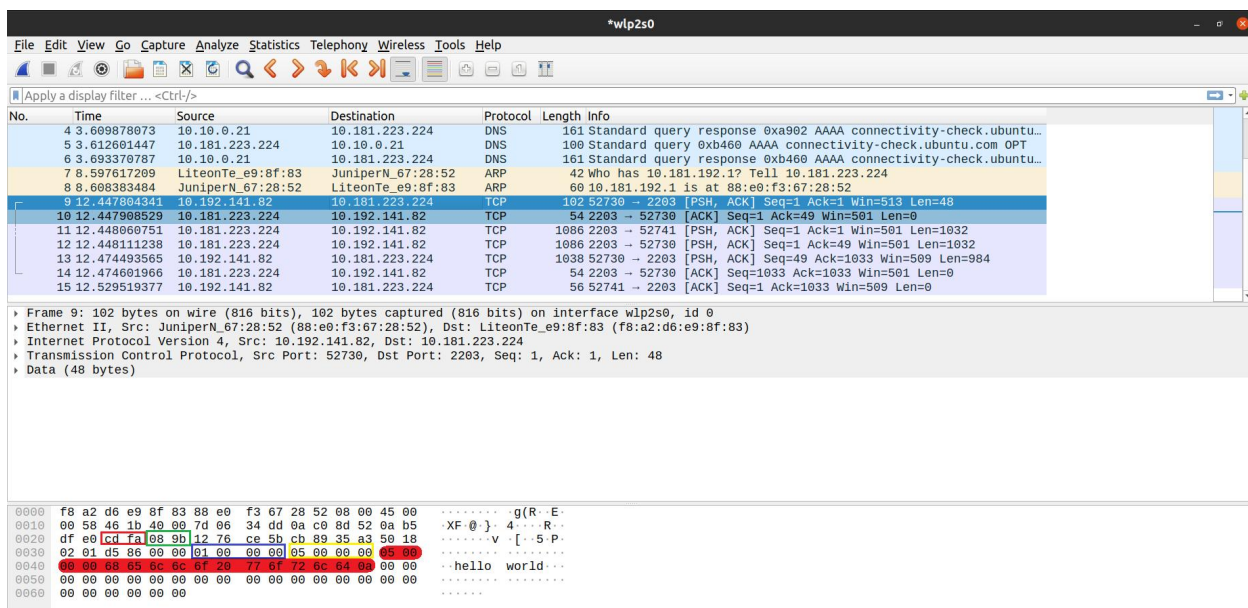 *wlp2s0
File Edit View Go Capture Analyze Statistics Telephony Wireless Tools Help
Apply a display filter … <Ctrl-/>
No. Time Source Destination Protocol Length Info
4 3.609878073 10.10.0.21 10.181.223.224 DNS 161 Standard query response 0xa902 AAAA connectivity-check.ubuntu…
5 3.612601447 10.181.223.224 10.10.0.21 DNS 100 Standard query 0xb460 AAAA connectivity-check.ubuntu.com OPT
6 3.693370787 10.10.0.21 10.181.223.224 DNS 161 Standard query response 0xb460 AAAA connectivity-check.ubuntu…
7 8.597617209 LiteonTe_e9:8f:83 JuniperN_67:28:52 ARP 42 Who has 10.181.192.1? Tell 10.181.223.224
8 8.608383484 JuniperN_67:28:52 LiteonTe_e9:8f:83 ARP 60 10.181.192.1 is at 88:e0:f3:67:28:52
9 12.447804341 10.192.141.82 10.181.223.224 TCP 102 52730 → 2203 [PSH, ACK] Seq=1 Ack=1 Win=513 Len=48
10 12.447908529 10.181.223.224 10.192.141.82 TCP 54 2203 → 52730 [ACK] Seq=1 Ack=49 Win=501 Len=0
11 12.448060751 10.181.223.224 10.192.141.82 TCP 1086 2203 → 52741 [PSH, ACK] Seq=1 Ack=1 Win=501 Len=1032
12 12.448111238 10.181.223.224 10.192.141.82 TCP 1086 2203 → 52730 [PSH, ACK] Seq=1 Ack=49 Win=501 Len=1032
13 12.474493565 10.192.141.82 10.181.223.224 TCP 1038 52730 → 2203 [PSH, ACK] Seq=49 Ack=1033 Win=509 Len=984
14 12.474601966 10.181.223.224 10.192.141.82 TCP 54 2203 → 52730 [ACK] Seq=1033 Ack=1033 Win=501 Len=0
15 12.529519377 10.192.141.82 10.181.223.224 TCP 56 52741 → 2203 [ACK] Seq=1 Ack=1033 Win=509 Len=0
Frame 9: 102 bytes on wire (816 bits), 102 bytes captured (816 bits) on interface wlp2s0, id 0
Ethernet II, Src: JuniperN_67:28:52 (88:e0:f3:67:28:52), Dst: LiteonTe_e9:8f:83 (f8:a2:d6:e9:8f:83)
Internet Protocol Version 4, Src: 10.192.141.82, Dst: 10.181.223.224
Transmission Control Protocol, Src Port: 52730, Dst Port: 2203, Seq: 1, Ack: 1, Len: 48
Data (48 bytes)
0000 f8 a2 d6 e9 8f 83 88 e0 f3 67 28 52 08 00 45 00 ········ ·g(R··E·
0010 00 58 46 1b 40 00 7d 06 34 dd 0a c0 8d 52 0a b5 ·XF·@·}· 4····R··
0020 df e0 cd fa 08 9b 12 76 ce 5b cb 89 35 a3 50 18 ·······v ·[··5·P·
0030 02 01 d5 86 00 00 01 00 00 00 05 00 00 00 05 00 ········ ········
0040 00 00 68 65 6c 6c 6f 20 77 6f 72 6c 64 0a 00 00 ··hello  world···
0050 00 00 00 00 00 00 00 00 00 00 00 00 00 00 00 00 ········ ········
0060 00 00 00 00 00 00 ······